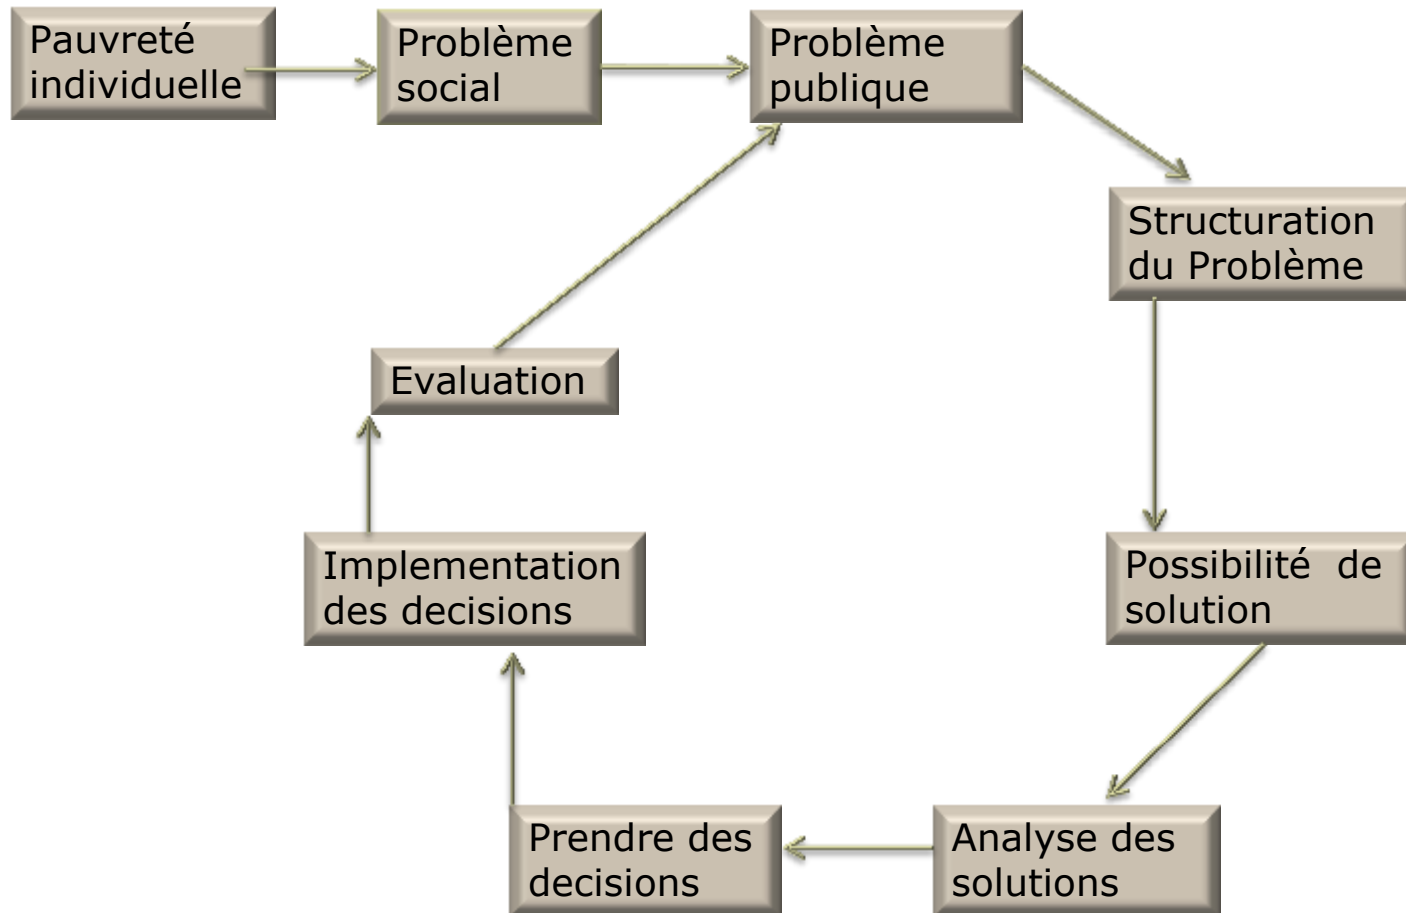 Pauvreté
individuelle
Problème
social
Problème
publique
Structuration
du Problème
Possibilité de
solution
Analyse des
solutions
Prendre des
decisions
Implementation
des decisions
Evaluation